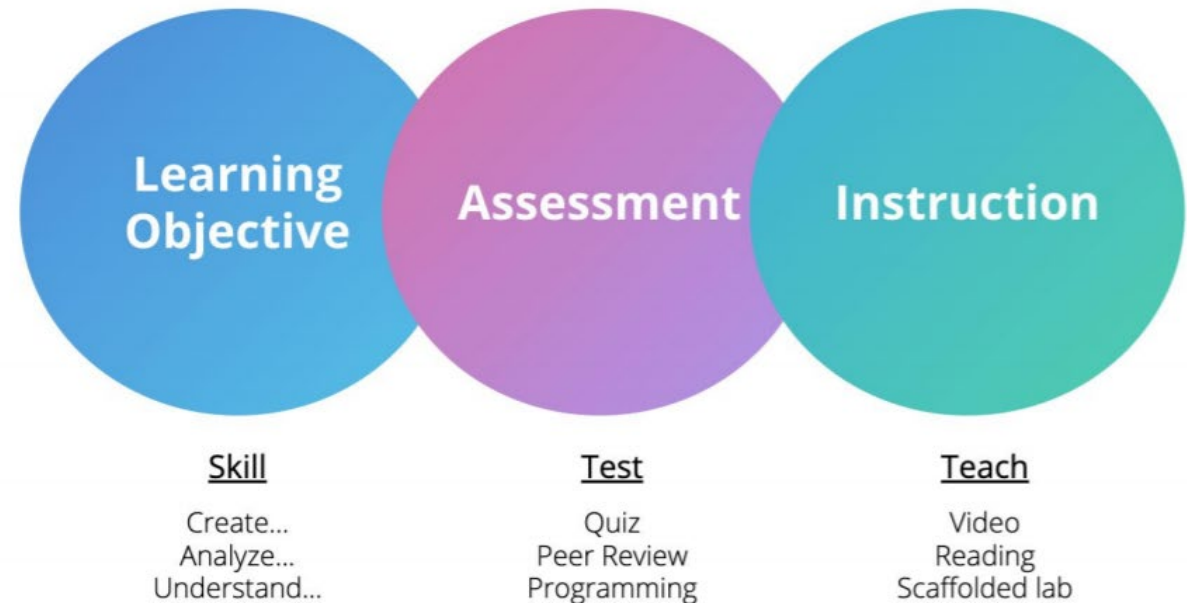 Learning
Objective
Assessment
Instruction
Skill
Create...
Analyze...
Understand...
Test
Quiz
Peer Review
Programming
Teach
Video
Reading
Scaffolded lab